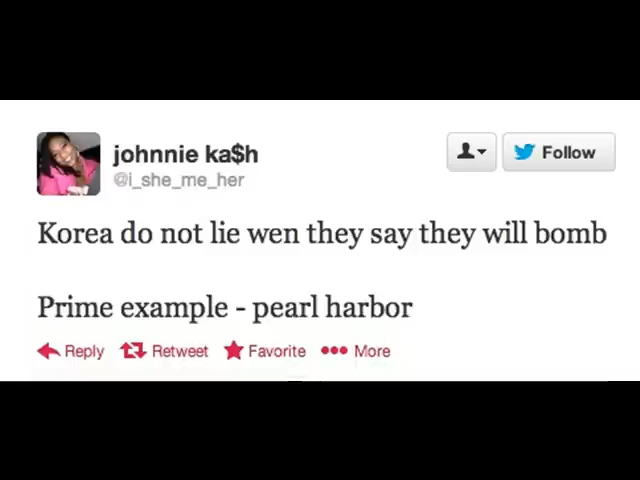 johnnie ka$h
@i_she_me_her
Follow
Korea do not lie wen they say they will bomb
Prime example - pearl harbor
Reply Retweet Favorite More